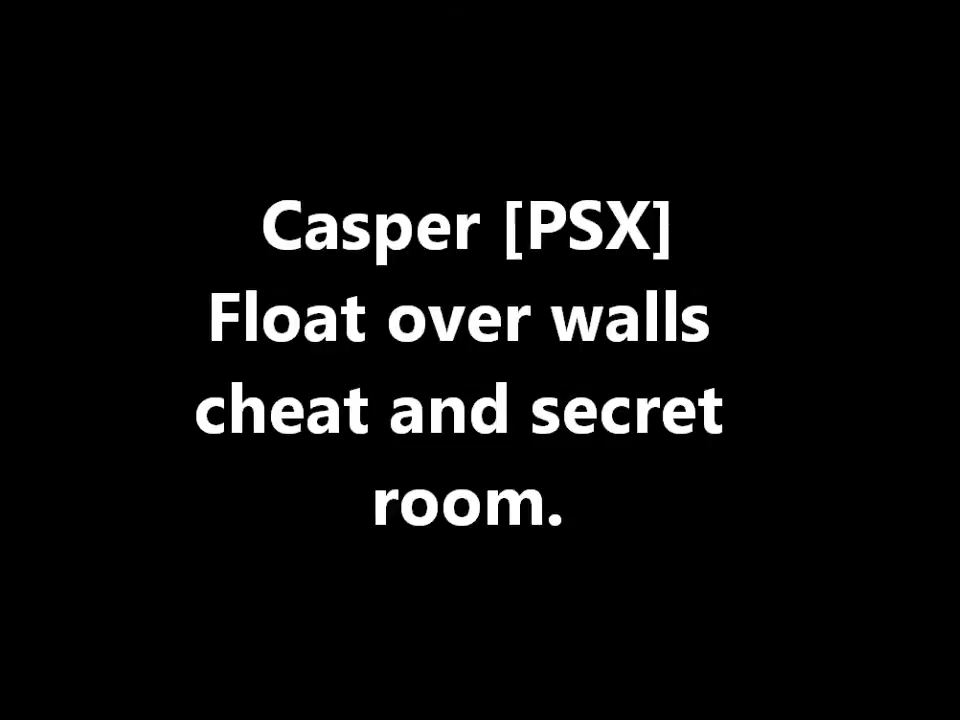 Casper [PSX]
Float over walls
cheat and secret
room.